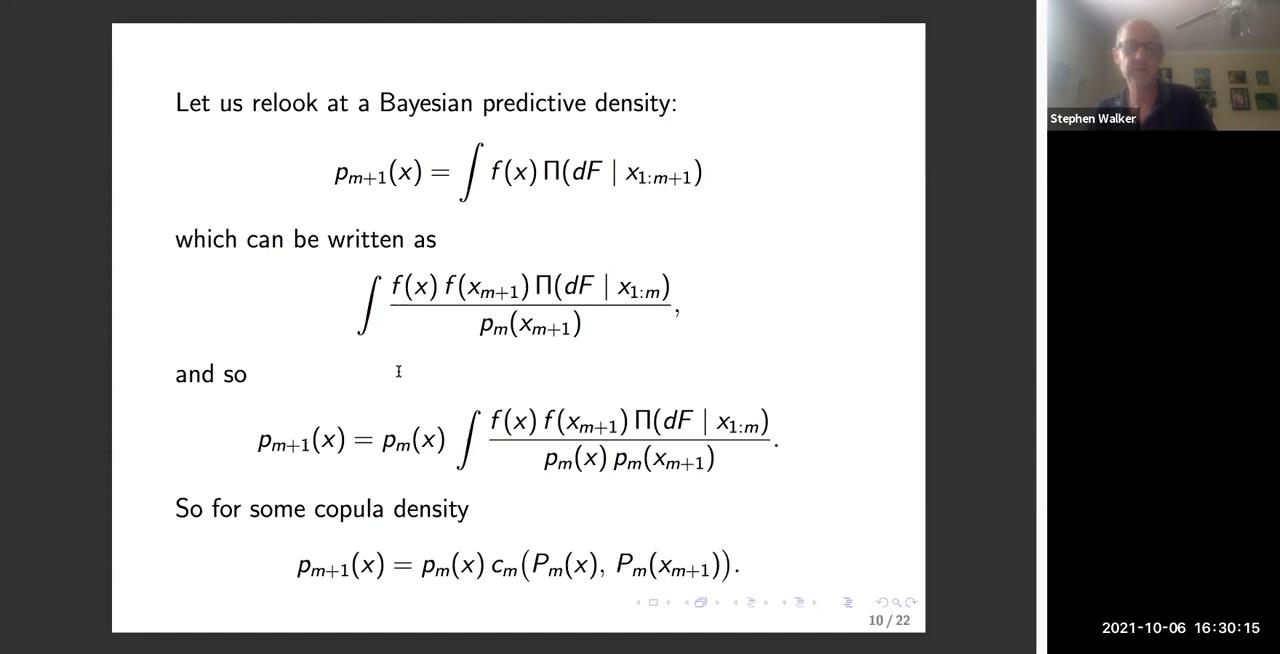 Let us relook at a Bayesian predictive density:
p_{m+1}(x) = ∫ f(x) Π(dF | x_{1:m+1})
which can be written as
∫ \frac{f(x) f(x_{m+1}) Π(dF | x_{1:m})}{p_m(x_{m+1})},
and so
p_{m+1}(x) = p_m(x) ∫ \frac{f(x) f(x_{m+1}) Π(dF | x_{1:m})}{p_m(x) p_m(x_{m+1})}.
So for some copula density
p_{m+1}(x) = p_m(x) c_m(P_m(x), P_m(x_{m+1})).
10 / 22
Stephen Walker
2021-10-06 16:30:15